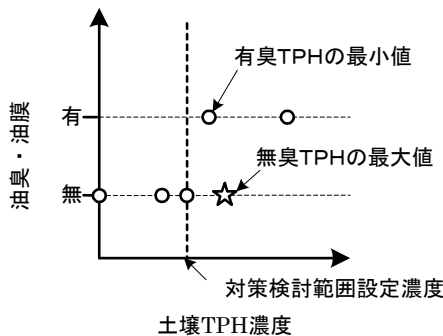 有臭TPHの最小値
有
油臭・油膜
無臭TPHの最大値
無
対策検討範囲設定濃度
土壌TPH濃度